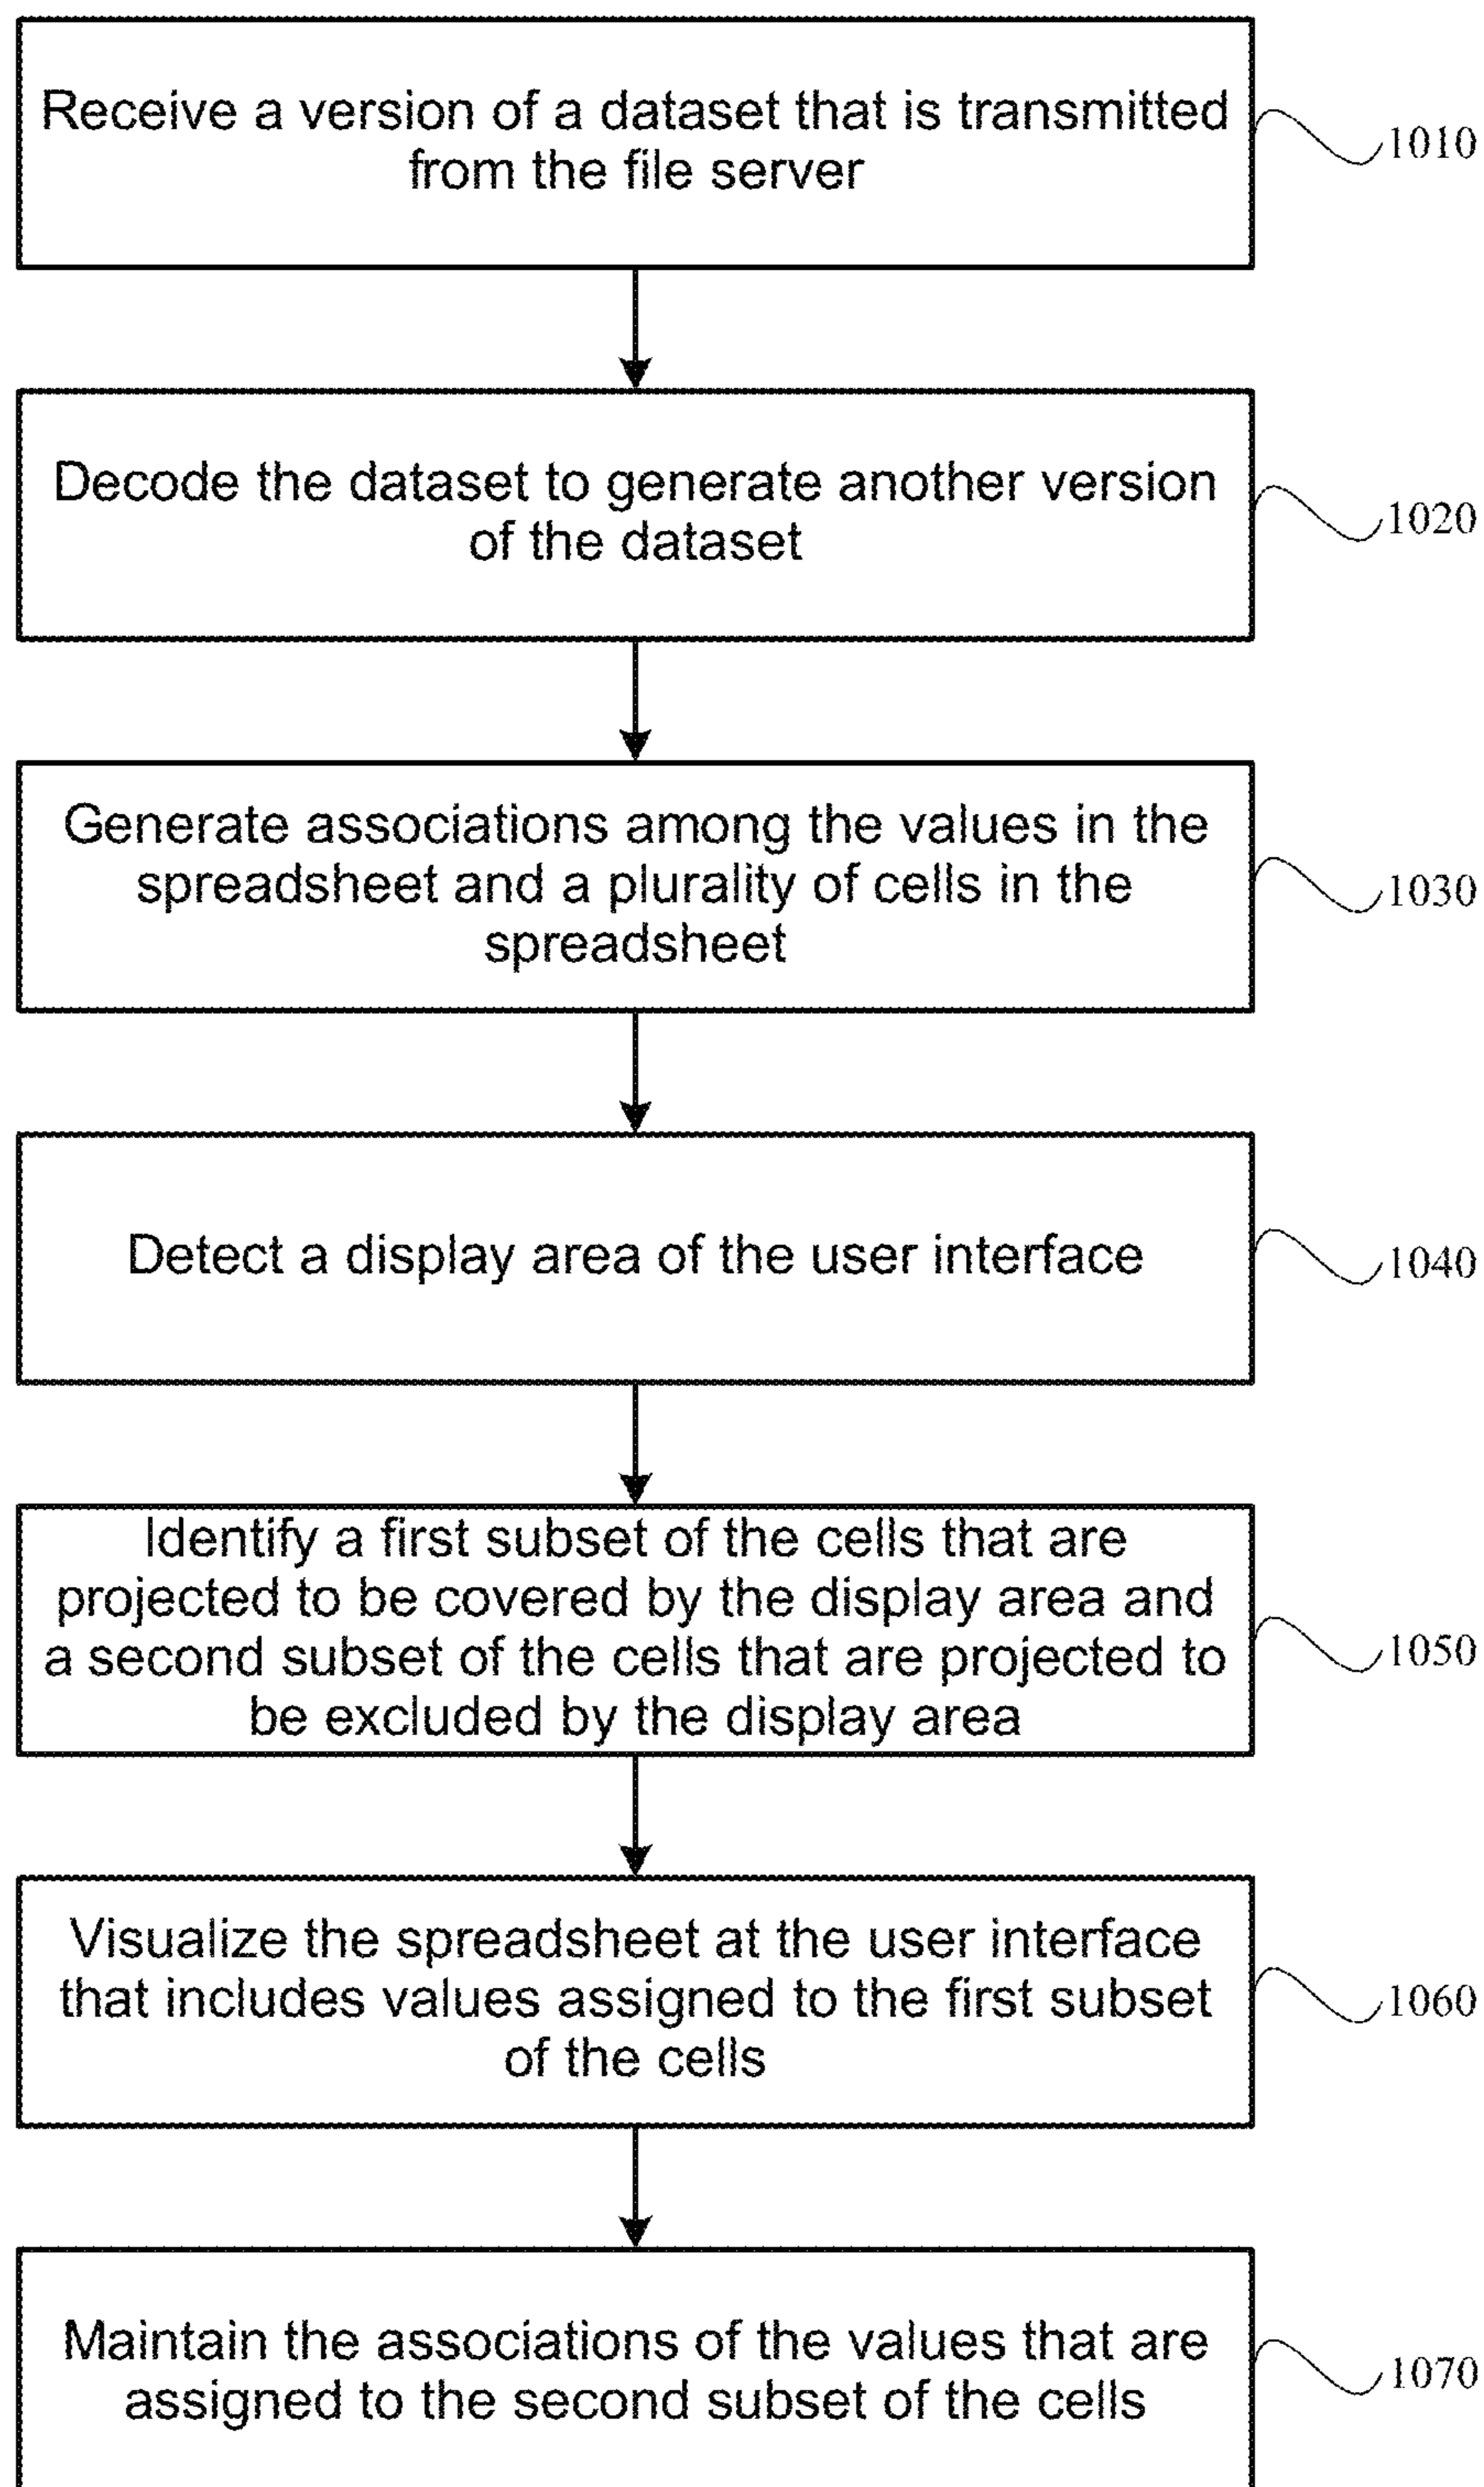 Receive a version of a dataset that is transmitted
from the file server
1010
Decode the dataset to generate another version
of the dataset
1020
Generate associations among the values in the
spreadsheet and a plurality of cells in the
spreadsheet
1030
Detect a display area of the user interface
1040
Identify a first subset of the cells that are
projected to be covered by the display area and
a second subset of the cells that are projected to
be excluded by the display area
1050
Visualize the spreadsheet at the user interface
that includes values assigned to the first subset
of the cells
1060
Maintain the associations of the values that are
assigned to the second subset of the cells
1070